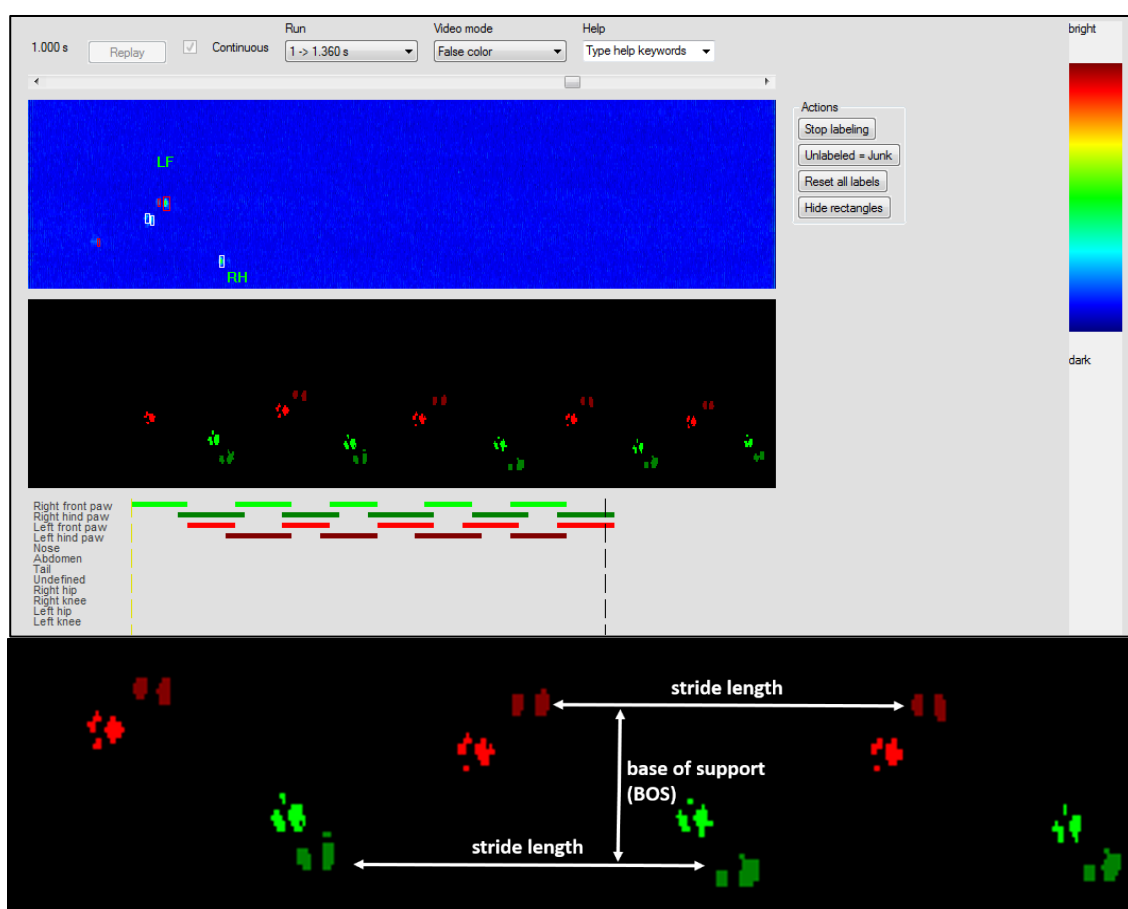 Run
Video mode
Help
bright
1.000 s
Replay
Continuous
1 -> 1.360 s
False color
Type help keywords
Actions
Stop labeling
Unlabeled = Junk
Reset all labels
Hide rectangles
LF
RH
dark
Right front paw
Right hind paw
Left front paw
Left hind paw
Nose
Abdomen
Tail
Undefined
Right hip
Right knee
Left hip
Left knee
stride length
base of support
(BOS)
stride length